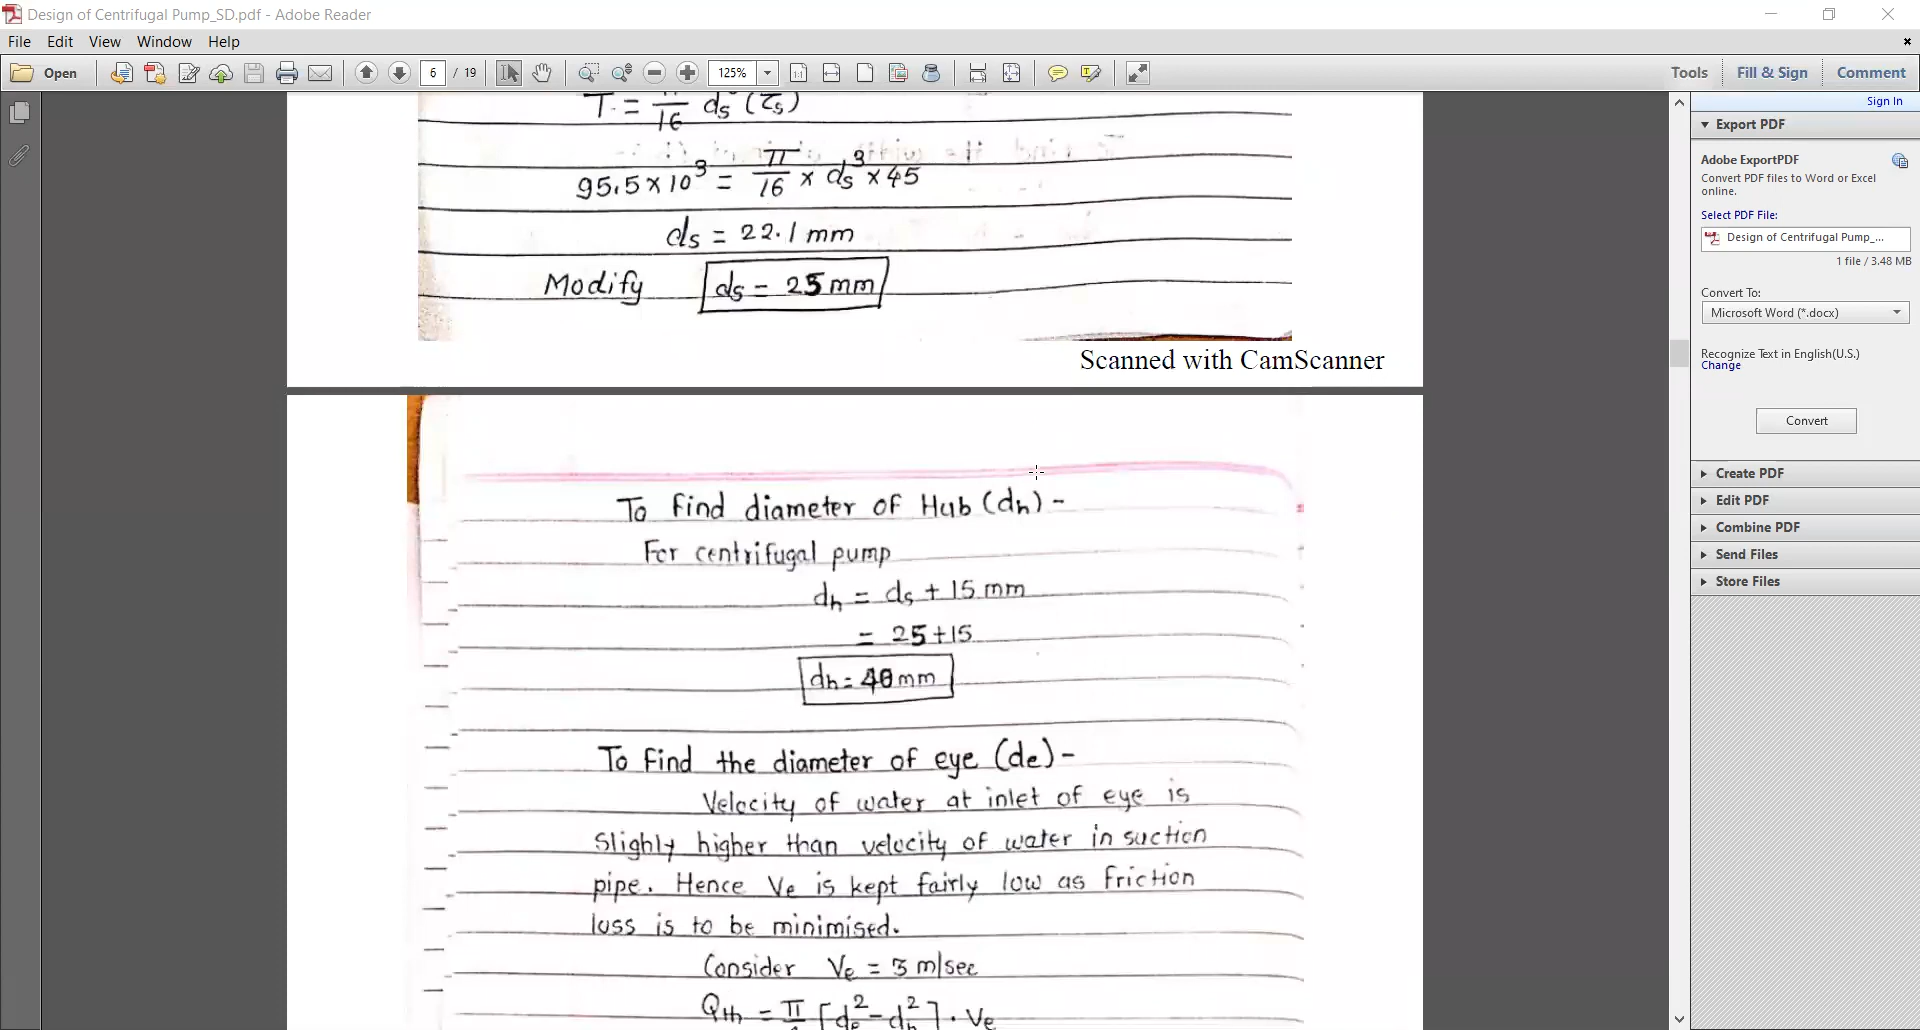 Design of Centrifugal Pump_SD.pdf - Adobe Reader
File Edit View Window Help
Open 6 / 19 125% Tools Fill & Sign Comment
Sign In
Export PDF
Adobe ExportPDF
Convert PDF files to Word or Excel
online.
Select PDF File:
Design of Centrifugal Pump_...
1 file / 3.48 MB
Convert To:
Microsoft Word (*.docx)
Recognize Text in English(U.S.)
Change
Convert
Create PDF
Edit PDF
Combine PDF
Send Files
Store Files
95.5 × 10³ = π/16 × ds³ × 45
ds = 22.1 mm
Modify ds = 25 mm
Scanned with CamScanner
To find diameter of Hub (dh) -
For centrifugal pump
dh = ds + 15 mm
= 25+15
dh = 40 mm
To find the diameter of eye (de) -
Velocity of water at inlet of eye is
Slighly higher than velocity of water in suction
pipe. Hence Ve is kept fairly low as friction
loss is to be minimised.
Consider Ve = 3 m/sec